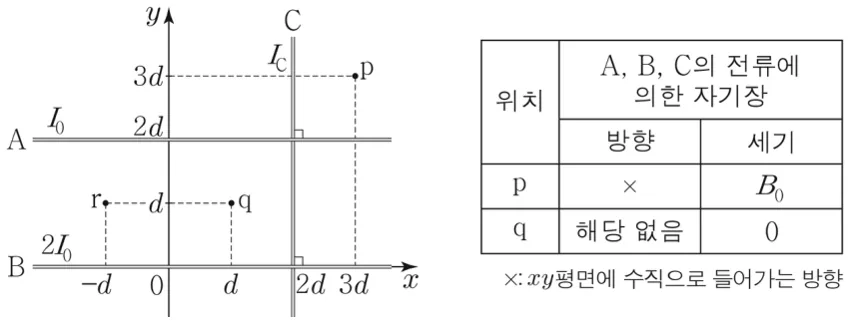 y
C
I_C
p
3d
I_0
A
2d
r
d
q
2I_0
B
-d 0 d 2d 3d x
위치 A, B, C의 전류에 의한 자기장
방향 세기
p × B_0
q 해당 없음 0
×: xy평면에 수직으로 들어가는 방향